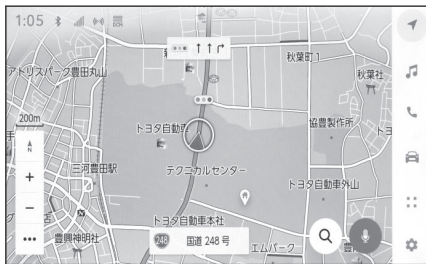 1:05
秋葉町1
アトリスパーク豊田丸山
秋葉社
200m
トヨタ自動車
協豊製作所
N
三河豊田駅
テクニカルセンター
トヨタ自動車外山
トヨタ自動車本社
豊興神明社
248
国道 248 号
エムパーク